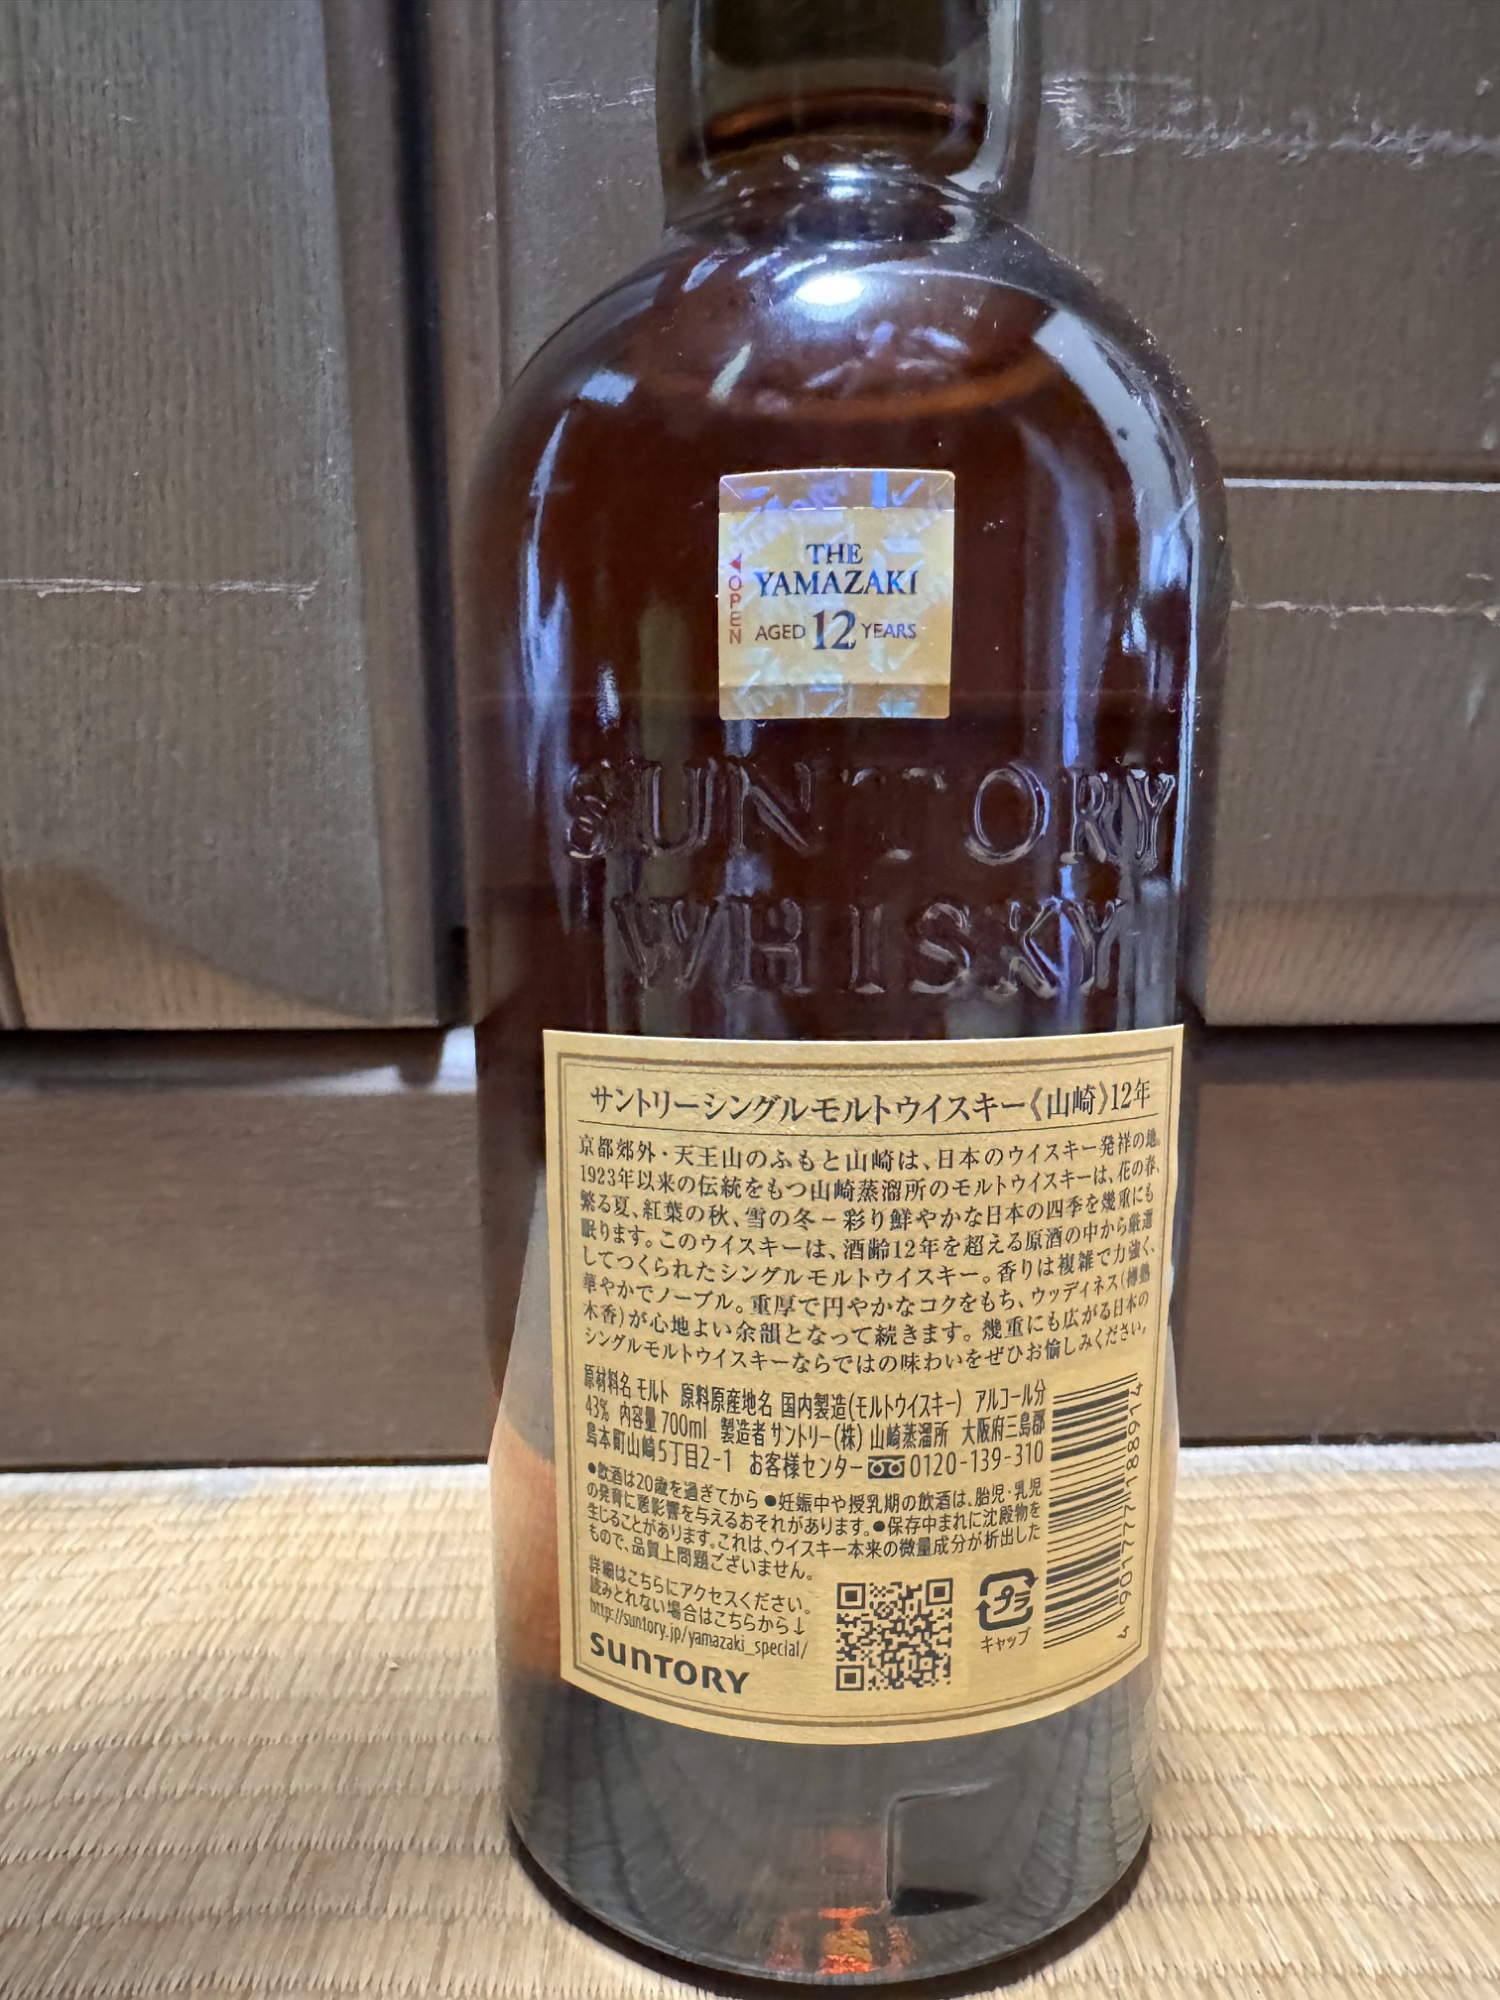 OPEN
THE
YAMAZAKI
AGED 12 YEARS
SUNTORY
WHISKY
サントリーシングルモルトウイスキー《山崎》12年
京都郊外・天王山のふもと山崎は、日本のウイスキー発祥の地。
1923年以来の伝統をもつ山崎蒸溜所のモルトウイスキーは、花の春、
繁る夏、紅葉の秋、雪の冬－彩り鮮やかな日本の四季を幾重にも
眠ります。このウイスキーは、酒齢12年を超える原酒の中から厳選
してつくられたシングルモルトウイスキー。香りは複雑で力強く、
華やかでノーブル。重厚で円やかなコクをもち、ウッディネス(樽熟
木香)が心地よい余韻となって続きます。幾重にも広がる日本の
シングルモルトウイスキーならではの味わいをぜひお愉しみください。
原材料名 モルト 原料原産地名 国内製造(モルトウイスキー) アルコール分
43% 内容量 700ml 製造者 サントリー(株) 山崎蒸溜所 大阪府三島郡
島本町山崎5丁目2-1 お客様センター 0120-139-310
●飲酒は20歳を過ぎてから ●妊娠中や授乳期の飲酒は、胎児・乳児
の発育に悪影響を与えるおそれがあります。●保存中まれに沈殿物を
生じることがあります。これは、ウイスキー本来の微量成分が析出した
もので、品質上問題ございません。
詳細はこちらにアクセスください。
読みとれない場合はこちらから↓
http://suntory.jp/yamazaki_special/
SUNTORY
プラ
キャップ
4 901777 188617